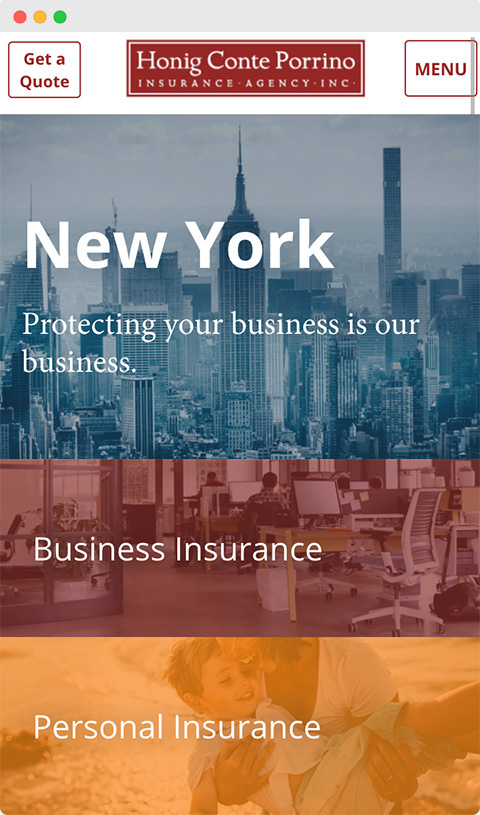 Get a
Quote
Honig Conte Porrino
INSURANCE·AGENCY·INC·
MENU
New York
Protecting your business is our
business.
Business Insurance
Personal Insurance